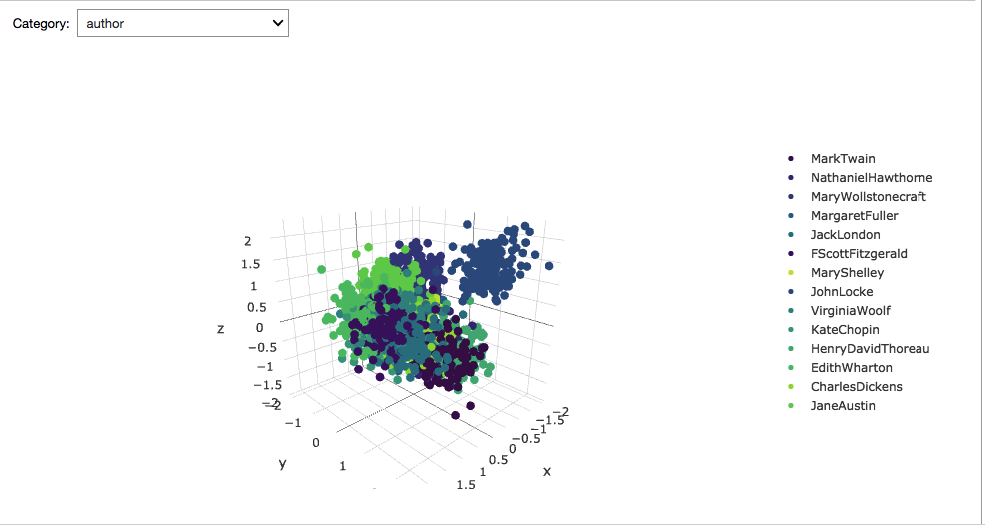 Category: author
MarkTwain
NathanielHawthorne
MaryWollstonecraft
MargaretFuller
JackLondon
FScottFitzgerald
MaryShelley
JohnLocke
VirginiaWoolf
KateChopin
HenryDavidThoreau
EdithWharton
CharlesDickens
JaneAustin
2
1.5
1
0.5
z
0
−0.5
−1
−1.5
−2
−2
−1
0
1
y
−2
−1.5
−1
−0.5
0
0.5
1
1.5
x